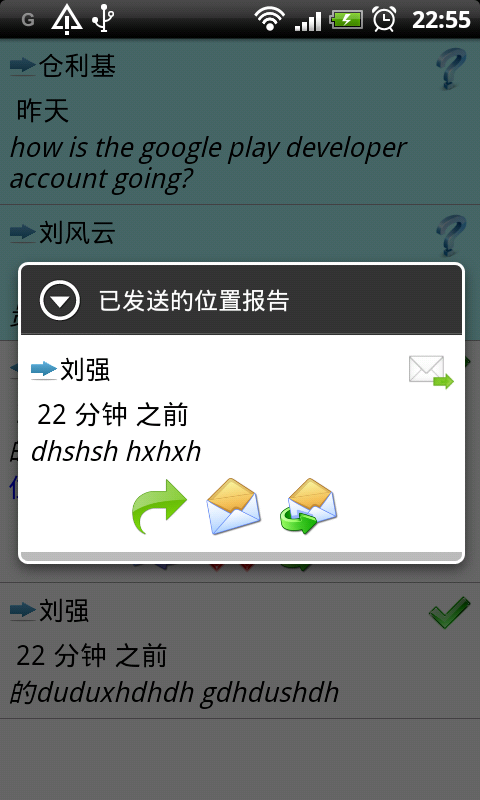 G 22:55
仓利基
昨天
how is the google play developer
account going?
刘风云
已发送的位置报告
刘强
22 分钟 之前
dhshsh hxhxh
刘强
22 分钟 之前
的duduxhdhdh gdhdushdh